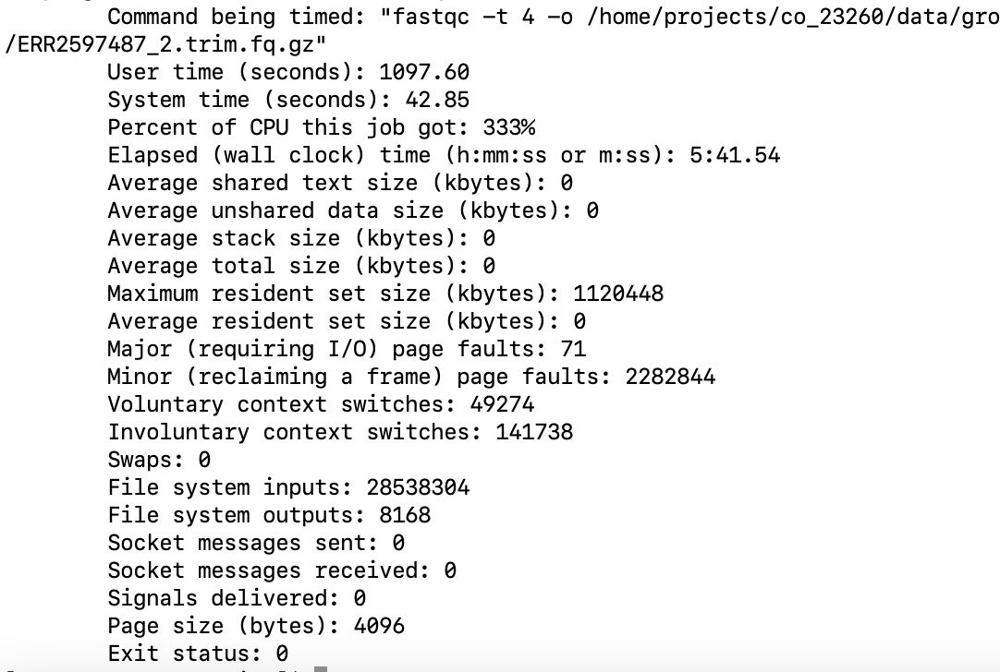 Command being timed: "fastqc -t 4 -o /home/projects/co_23260/data/gro
/ERR2597487_2.trim.fq.gz"
User time (seconds): 1097.60
System time (seconds): 42.85
Percent of CPU this job got: 333%
Elapsed (wall clock) time (h:mm:ss or m:ss): 5:41.54
Average shared text size (kbytes): 0
Average unshared data size (kbytes): 0
Average stack size (kbytes): 0
Average total size (kbytes): 0
Maximum resident set size (kbytes): 1120448
Average resident set size (kbytes): 0
Major (requiring I/O) page faults: 71
Minor (reclaiming a frame) page faults: 2282844
Voluntary context switches: 49274
Involuntary context switches: 141738
Swaps: 0
File system inputs: 28538304
File system outputs: 8168
Socket messages sent: 0
Socket messages received: 0
Signals delivered: 0
Page size (bytes): 4096
Exit status: 0